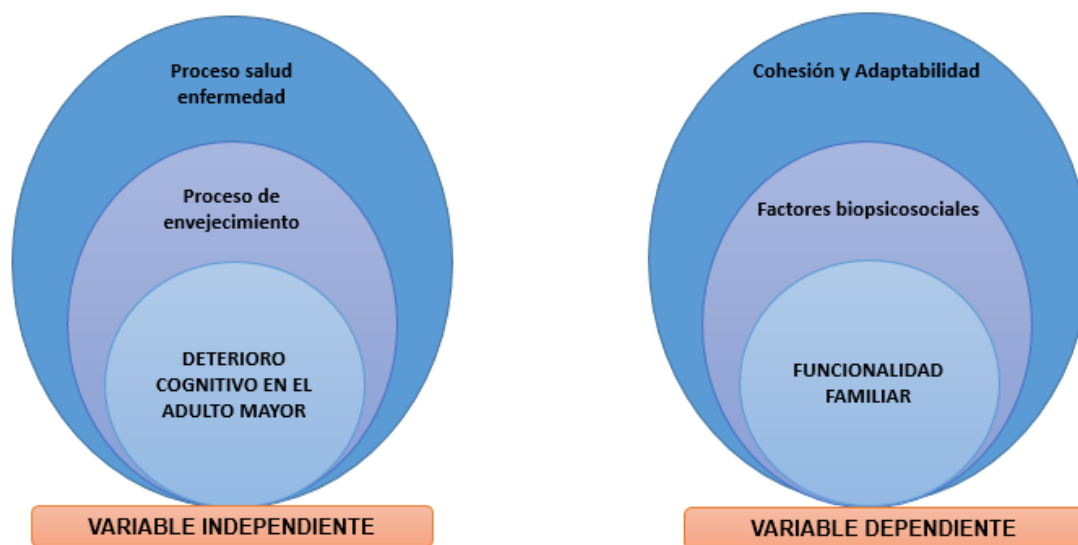 Proceso salud
enfermedad
Proceso de
envejecimiento
DETERIORO
COGNITIVO EN EL
ADULTO MAYOR
VARIABLE INDEPENDIENTE
Cohesión y Adaptabilidad
Factores biopsicosociales
FUNCIONALIDAD
FAMILIAR
VARIABLE DEPENDIENTE